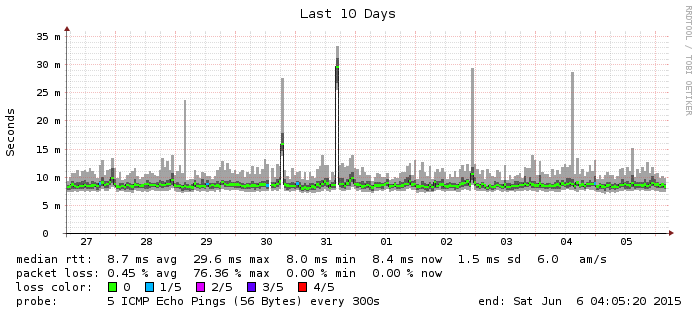 Last 10 Days
RRDTOOL / TOBI OETIKER
Seconds
35 m
30 m
25 m
20 m
15 m
10 m
5 m
0
27 28 29 30 31 01 02 03 04 05
median rtt: 8.7 ms avg 29.6 ms max 8.0 ms min 8.4 ms now 1.5 ms sd 6.0 am/s
packet loss: 0.45 % avg 76.36 % max 0.00 % min 0.00 % now
loss color: 0 1/5 2/5 3/5 4/5
probe: 5 ICMP Echo Pings (56 Bytes) every 300s end: Sat Jun 6 04:05:20 2015